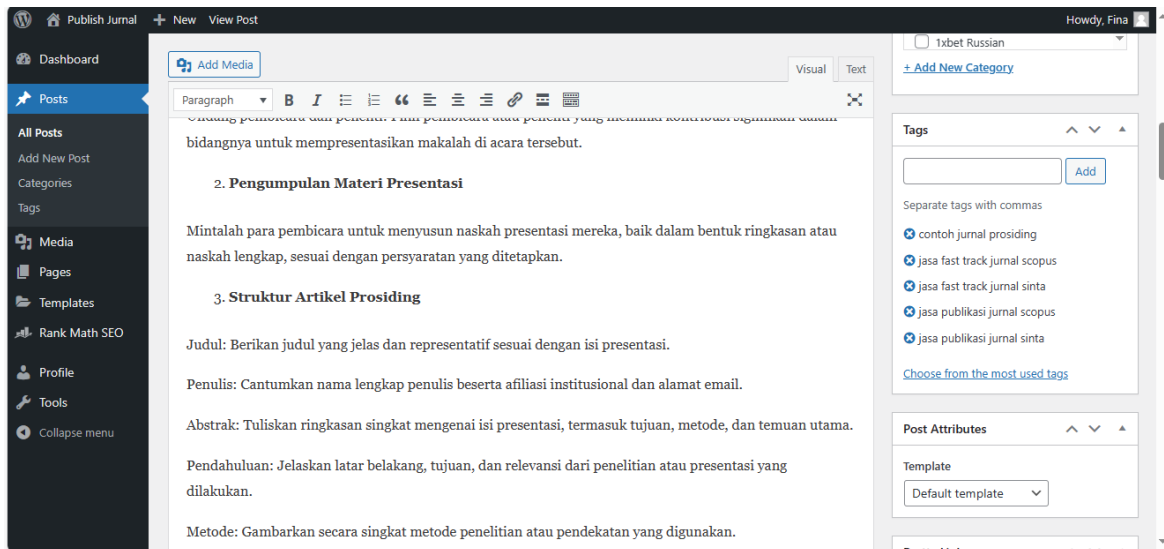 Publish Jurnal
New
View Post
Howdy, Fina
Dashboard
Posts
All Posts
Add New Post
Categories
Tags
Media
Pages
Templates
Rank Math SEO
Profile
Tools
Collapse menu
Add Media
Visual
Text
Paragraph
B
I
bidangnya untuk mempresentasikan makalah di acara tersebut.
2. Pengumpulan Materi Presentasi
Mintalah para pembicara untuk menyusun naskah presentasi mereka, baik dalam bentuk ringkasan atau
naskah lengkap, sesuai dengan persyaratan yang ditetapkan.
3. Struktur Artikel Prosiding
Judul: Berikan judul yang jelas dan representatif sesuai dengan isi presentasi.
Penulis: Cantumkan nama lengkap penulis beserta afiliasi institusional dan alamat email.
Abstrak: Tuliskan ringkasan singkat mengenai isi presentasi, termasuk tujuan, metode, dan temuan utama.
Pendahuluan: Jelaskan latar belakang, tujuan, dan relevansi dari penelitian atau presentasi yang
dilakukan.
Metode: Gambarkan secara singkat metode penelitian atau pendekatan yang digunakan.
1xbet Russian
+ Add New Category
Tags
Add
Separate tags with commas
contoh jurnal prosiding
jasa fast track jurnal scopus
jasa fast track jurnal sinta
jasa publikasi jurnal scopus
jasa publikasi jurnal sinta
Choose from the most used tags
Post Attributes
Template
Default template